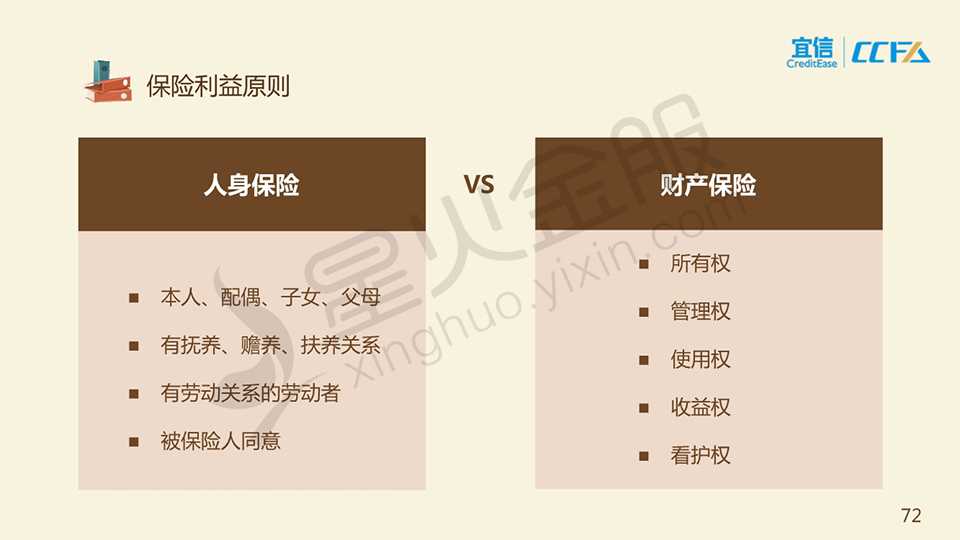 宜信
CreditEase
CCFA
保险利益原则
人身保险
VS
财产保险
本人、配偶、子女、父母
有抚养、赡养、扶养关系
有劳动关系的劳动者
被保险人同意
所有权
管理权
使用权
收益权
看护权
星火金服
xinghuo.yixin.com
72